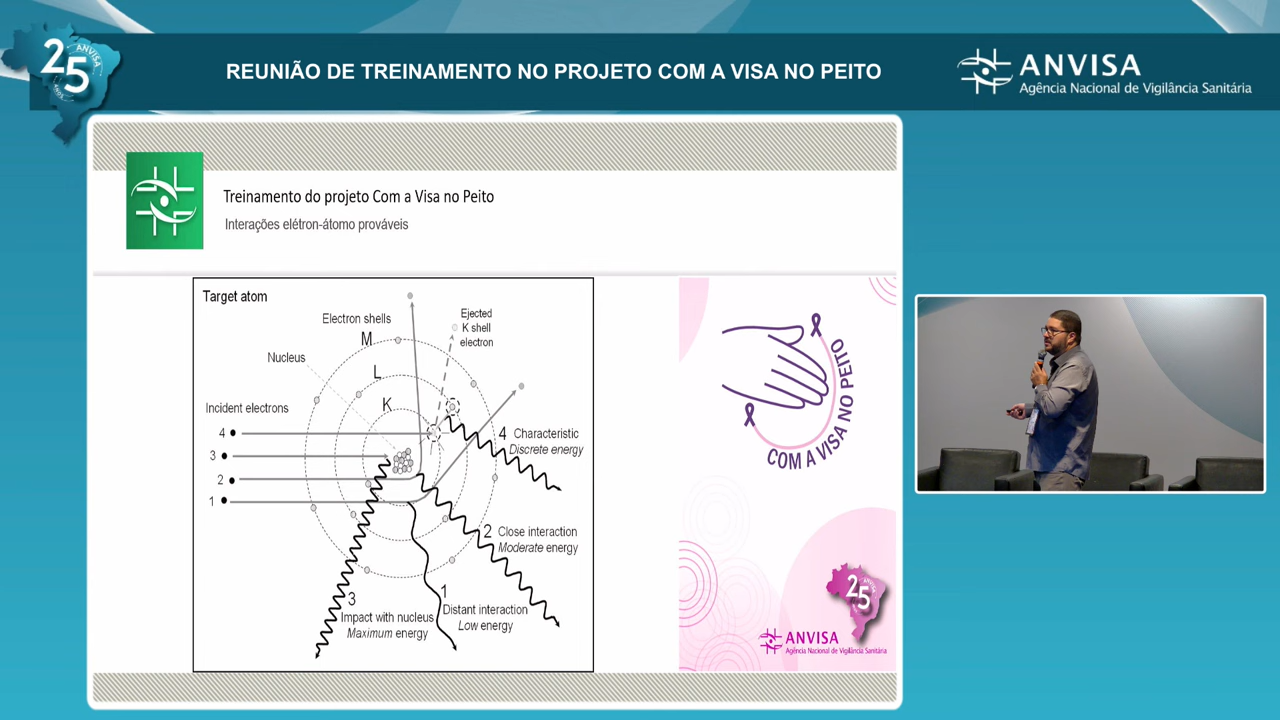 25
ANVISA
ANOS
REUNIÃO DE TREINAMENTO NO PROJETO COM A VISA NO PEITO
ANVISA
Agência Nacional de Vigilância Sanitária
Treinamento do projeto Com a Visa no Peito
Interações elétron-átomo prováveis
Target atom
Electron shells
Ejected
K shell
electron
M
Nucleus
L
K
Incident electrons
4
3
2
1
4 Characteristic
Discrete energy
2 Close interaction
Moderate energy
3
Impact with nucleus
Maximum energy
1
Distant interaction
Low energy
COM A VISA NO PEITO
25
ANVISA
Agência Nacional de Vigilância Sanitária